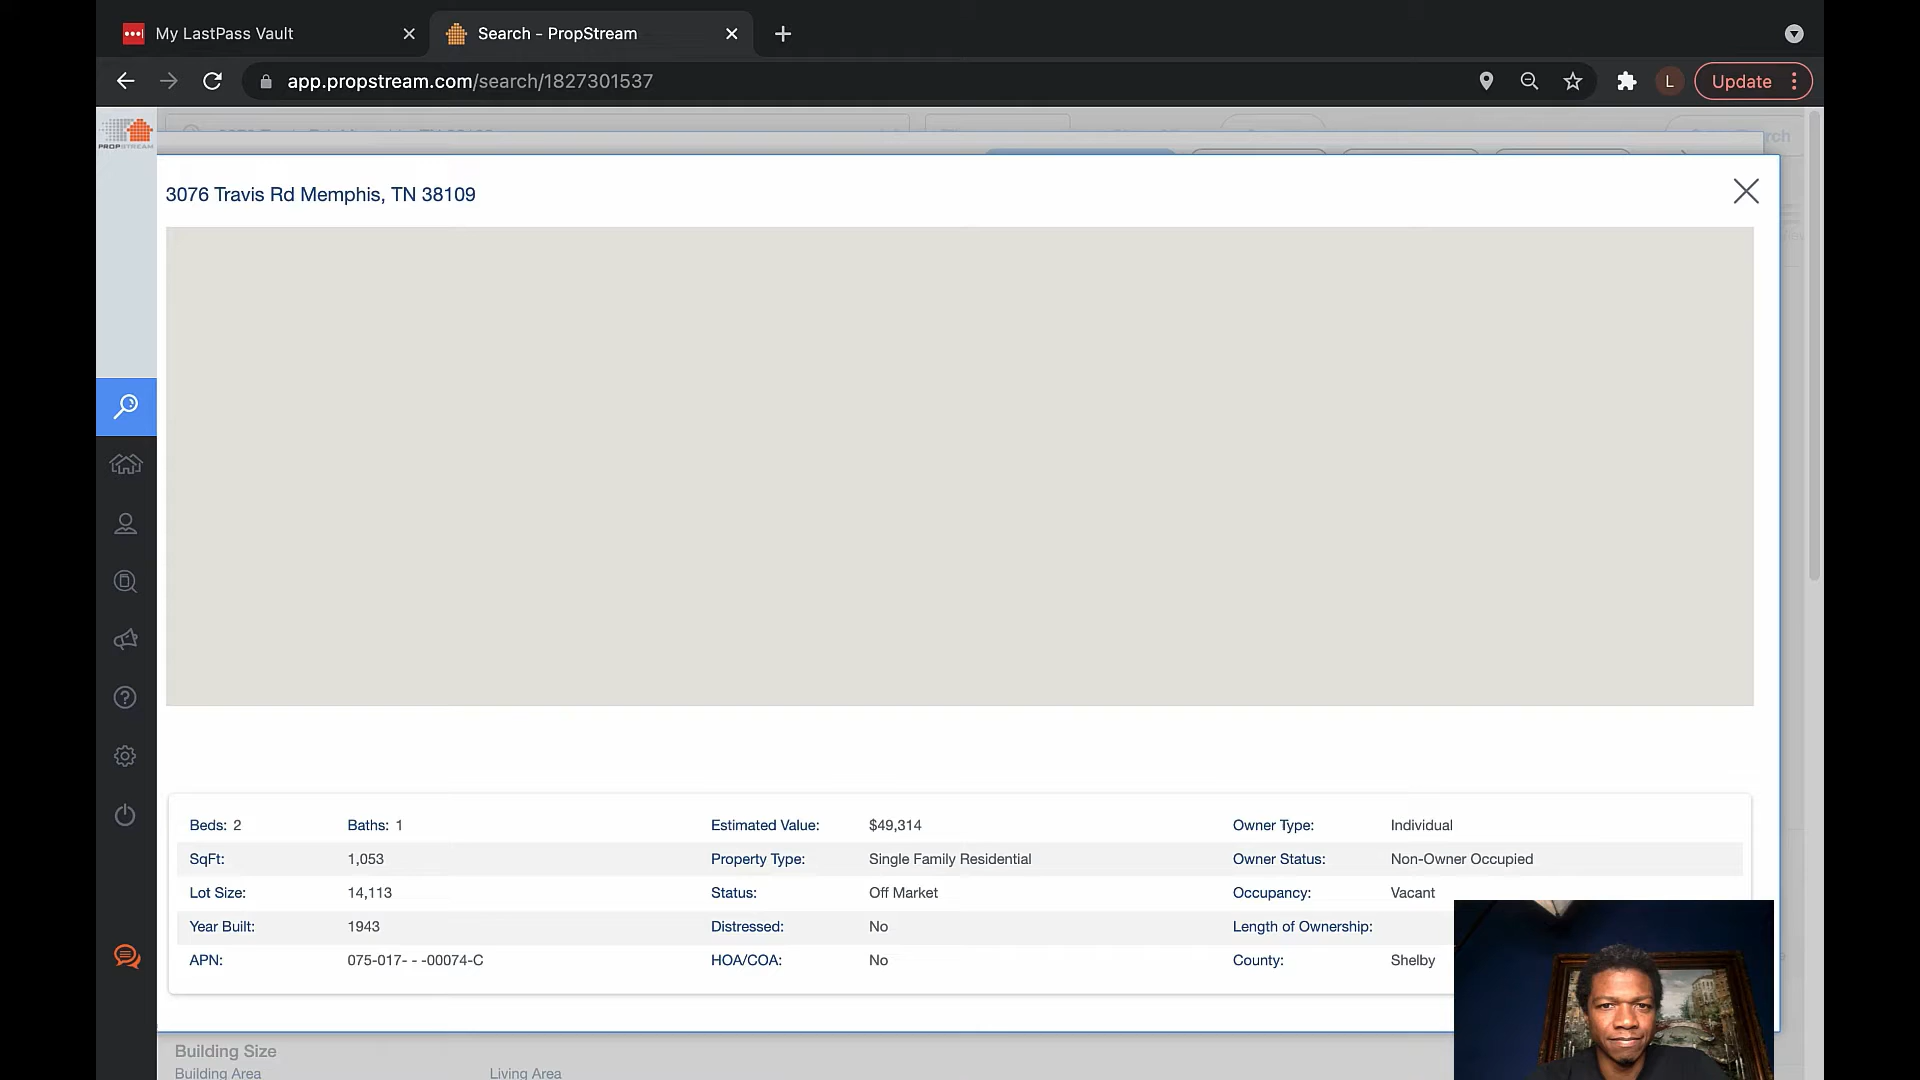 My LastPass Vault
Search - PropStream
app.propstream.com/search/1827301537
L
Update
PROPSTREAM
3076 Travis Rd Memphis, TN 38109
Beds: 2 Baths: 1 Estimated Value: $49,314 Owner Type: Individual
SqFt: 1,053 Property Type: Single Family Residential Owner Status: Non-Owner Occupied
Lot Size: 14,113 Status: Off Market Occupancy: Vacant
Year Built: 1943 Distressed: No Length of Ownership:
APN: 075-017- - -00074-C HOA/COA: No County: Shelby
Building Size
Building Area Living Area